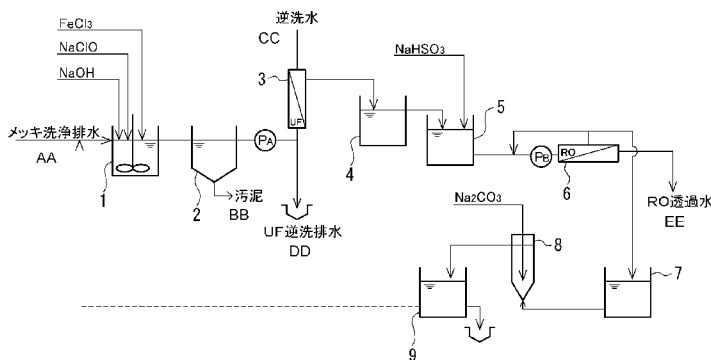 FeCl3
NaClO
NaOH
メッキ洗浄排水
AA
1
2
汚泥
BB
PA
逆洗水
CC
3
UF
UF逆洗排水
DD
4
NaHSO3
5
PB
RO
6
RO透過水
EE
Na2CO3
8
7
9